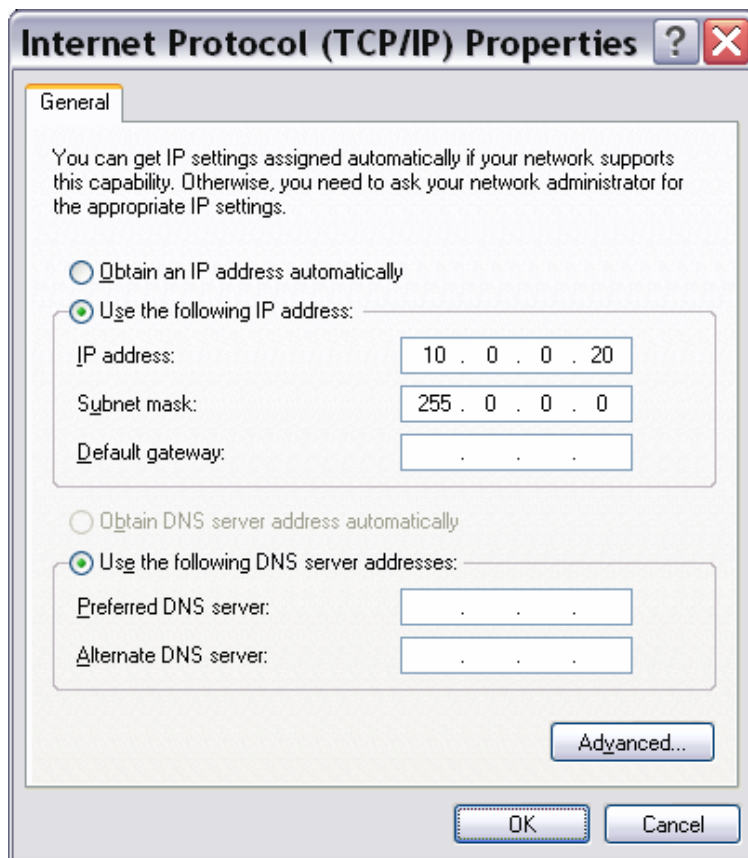 Internet Protocol (TCP/IP) Properties ?
General
You can get IP settings assigned automatically if your network supports
this capability. Otherwise, you need to ask your network administrator for
the appropriate IP settings.
Obtain an IP address automatically
Use the following IP address:
IP address: 10 . 0 . 0 . 20
Subnet mask: 255 . 0 . 0 . 0
Default gateway: . . .
Obtain DNS server address automatically
Use the following DNS server addresses:
Preferred DNS server: . . .
Alternate DNS server: . . .
Advanced...
OK Cancel